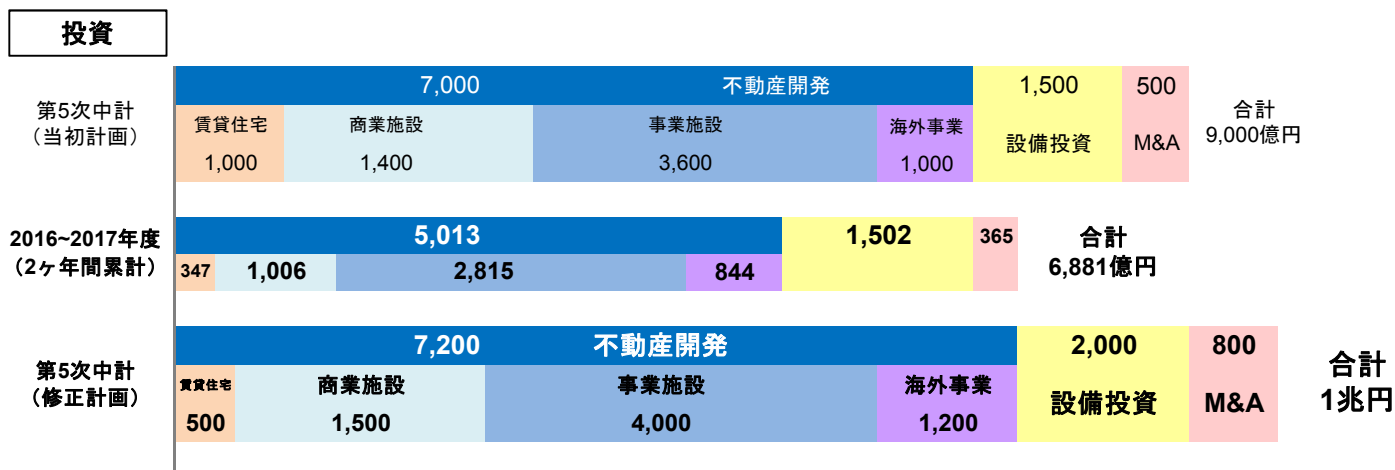 投資
第5次中計
（当初計画）
7,000 不動産開発
1,500
500
賃貸住宅
1,000
商業施設
1,400
事業施設
3,600
海外事業
1,000
設備投資
M&A
合計
9,000億円
2016~2017年度
（2ヶ年間累計）
5,013
1,502
365
347
1,006
2,815
844
合計
6,881億円
第5次中計
（修正計画）
7,200 不動産開発
2,000
800
賃貸住宅
500
商業施設
1,500
事業施設
4,000
海外事業
1,200
設備投資
M&A
合計
1兆円